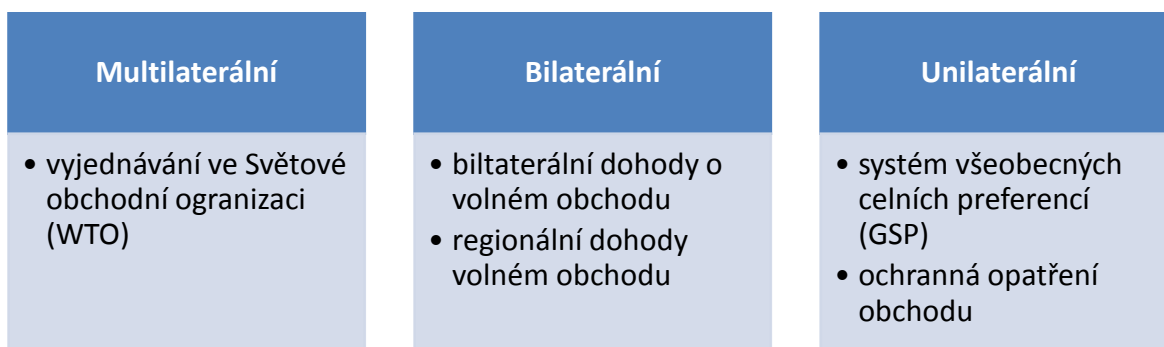 Multilaterální
• vyjednávání ve Světové
obchodní ogranizaci
(WTO)
Bilaterální
• biltaterální dohody o
volném obchodu
• regionální dohody
volném obchodu
Unilaterální
• systém všeobecných
celních preferencí
(GSP)
• ochranná opatření
obchodu